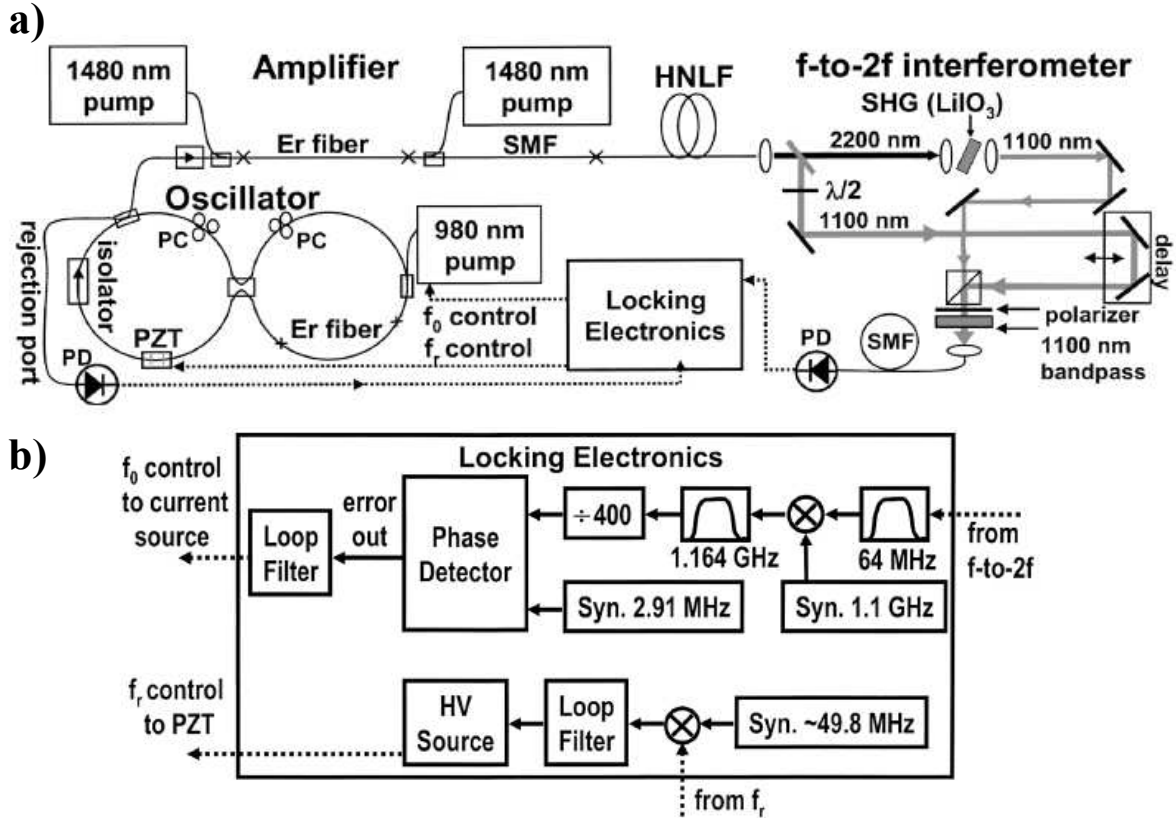 a)
1480 nm
pump
Amplifier
1480 nm
pump
HNLF
f-to-2f interferometer
SHG (LiIO₃)
Er fiber
SMF
2200 nm
1100 nm
λ/2
1100 nm
Oscillator
PC
PC
rejection port
isolator
980 nm
pump
Er fiber
PZT
PD
f₀ control
fᵣ control
Locking
Electronics
delay
polarizer
1100 nm
bandpass
PD
SMF
b)
Locking Electronics
f₀ control
to current
source
Loop
Filter
error
out
Phase
Detector
÷400
1.164 GHz
64 MHz
from
f-to-2f
Syn. 2.91 MHz
Syn. 1.1 GHz
fᵣ control
to PZT
HV
Source
Loop
Filter
Syn. ~49.8 MHz
from fᵣ